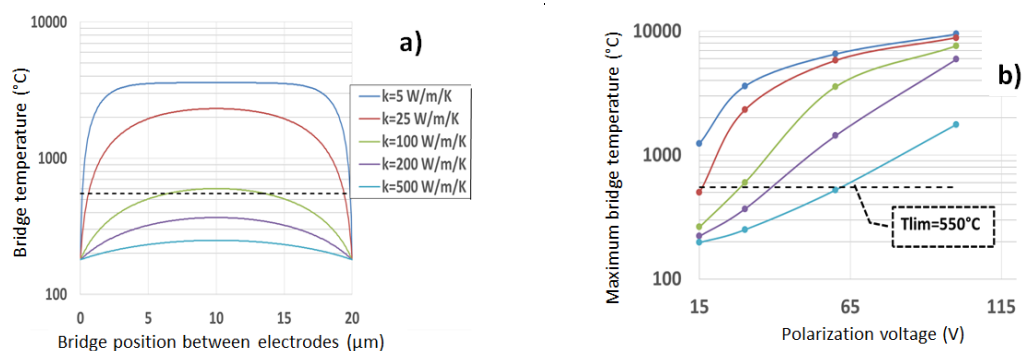 a)
10000
1000
100
Bridge temperature (°C)
0
5
10
15
20
Bridge position between electrodes (µm)
k=5 W/m/K
k=25 W/m/K
k=100 W/m/K
k=200 W/m/K
k=500 W/m/K
b)
10000
1000
100
Maximum bridge temperature (°C)
Tlim=550°C
15
65
115
Polarization voltage (V)